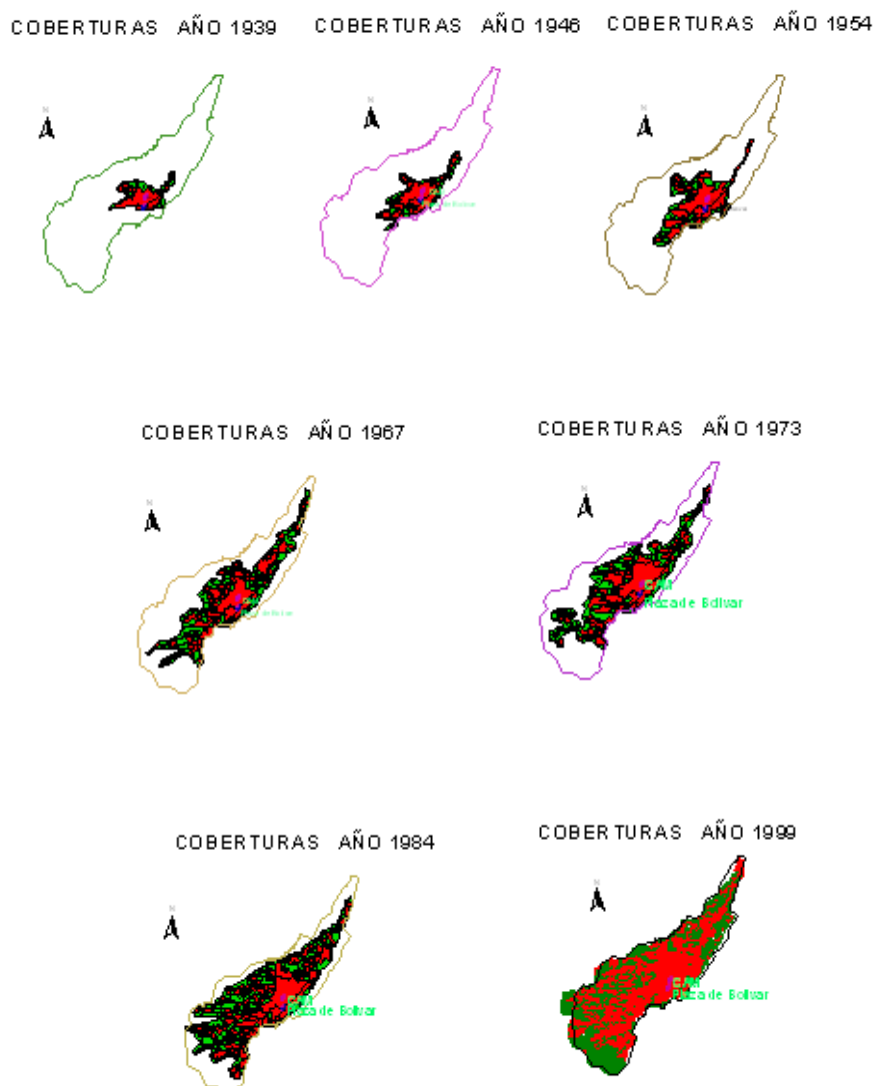 COBERTURAS AÑO 1939
COBERTURAS AÑO 1946
COBERTURAS AÑO 1954
N
N
N
COBERTURAS AÑO 1967
COBERTURAS AÑO 1973
N
N
Plaza de Bolivar
COBERTURAS AÑO 1984
COBERTURAS AÑO 1999
N
N
Plaza de Bolivar
Plaza de Bolivar